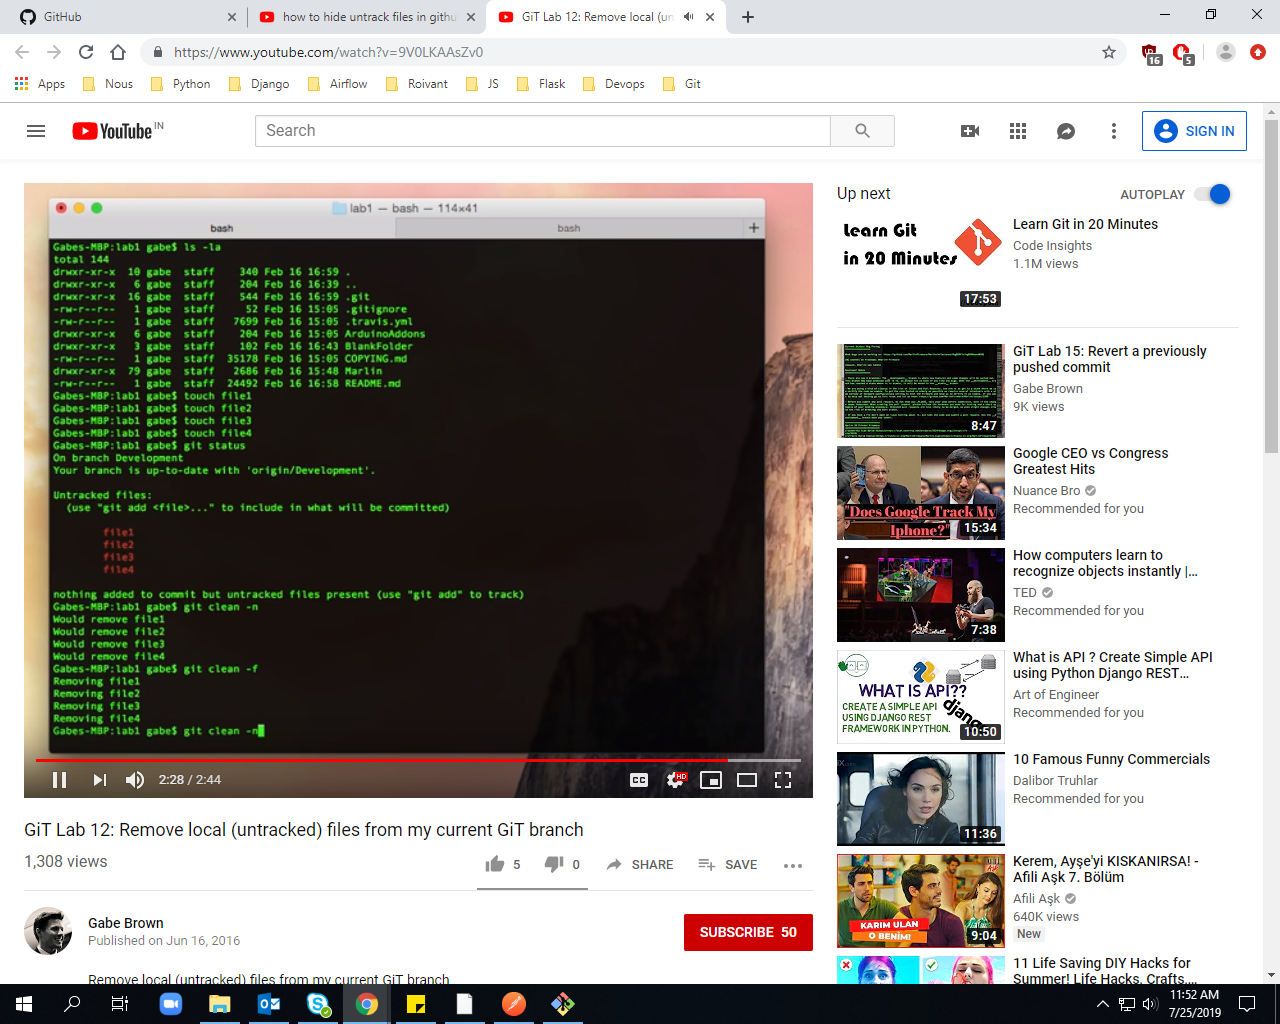 GitHub
how to hide untrack files in githu
GiT Lab 12: Remove local (un
https://www.youtube.com/watch?v=9V0LKAAsZv0
16
5
Apps
Nous
Python
Django
Airflow
Roivant
JS
Flask
Devops
Git
YouTube IN
Search
SIGN IN
lab1 — bash — 114×41
bash
bash
Gabes-MBP:lab1 gabe$ ls -la
total 144
drwxr-xr-x 10 gabe staff 340 Feb 16 16:59 .
drwxr-xr-x 6 gabe staff 204 Feb 16 16:39 ..
drwxr-xr-x 16 gabe staff 544 Feb 16 16:59 .git
-rw-r--r-- 1 gabe staff 52 Feb 16 15:05 .gitignore
-rw-r--r-- 1 gabe staff 7699 Feb 16 15:05 .travis.yml
drwxr-xr-x 6 gabe staff 204 Feb 16 15:05 ArduinoAddons
drwxr-xr-x 3 gabe staff 102 Feb 16 16:43 BlankFolder
-rw-r--r-- 1 gabe staff 35178 Feb 16 15:05 COPYING.md
drwxr-xr-x 79 gabe staff 2686 Feb 16 15:48 Marlin
-rw-r--r-- 1 gabe staff 24492 Feb 16 16:58 README.md
Gabes-MBP:lab1 gabe$ touch file1
Gabes-MBP:lab1 gabe$ touch file2
Gabes-MBP:lab1 gabe$ touch file3
Gabes-MBP:lab1 gabe$ touch file4
Gabes-MBP:lab1 gabe$ git status
On branch Development
Your branch is up-to-date with 'origin/Development'.
Untracked files:
(use "git add <file>..." to include in what will be committed)
file1
file2
file3
file4
nothing added to commit but untracked files present (use "git add" to track)
Gabes-MBP:lab1 gabe$ git clean -n
Would remove file1
Would remove file2
Would remove file3
Would remove file4
Gabes-MBP:lab1 gabe$ git clean -f
Removing file1
Removing file2
Removing file3
Removing file4
Gabes-MBP:lab1 gabe$ git clean -n
2:28 / 2:44
CC
HD
GiT Lab 12: Remove local (untracked) files from my current GiT branch
1,308 views
5
0
SHARE
SAVE
Gabe Brown
Published on Jun 16, 2016
SUBSCRIBE 50
Remove local (untracked) files from my current GiT branch
Up next
AUTOPLAY
Learn Git
in 20 Minutes
17:53
Learn Git in 20 Minutes
Code Insights
1.1M views
8:47
GiT Lab 15: Revert a previously
pushed commit
Gabe Brown
9K views
"Does Google Track My
Iphone?"
15:34
Google CEO vs Congress
Greatest Hits
Nuance Bro
Recommended for you
7:38
How computers learn to
recognize objects instantly |...
TED
Recommended for you
WHAT IS API??
CREATE A SIMPLE API
USING DJANGO REST
FRAMEWORK IN PYTHON.
django
10:50
What is API ? Create Simple API
using Python Django REST...
Art of Engineer
Recommended for you
11:36
10 Famous Funny Commercials
Dalibor Truhlar
Recommended for you
KARIM ULAN
O BENİM!
9:04
Kerem, Ayşe'yi KISKANIRSA! -
Afili Aşk 7. Bölüm
Afili Aşk
640K views
New
11 Life Saving DIY Hacks for
Summer! Life Hacks, Crafts,...
11:52 AM
7/25/2019